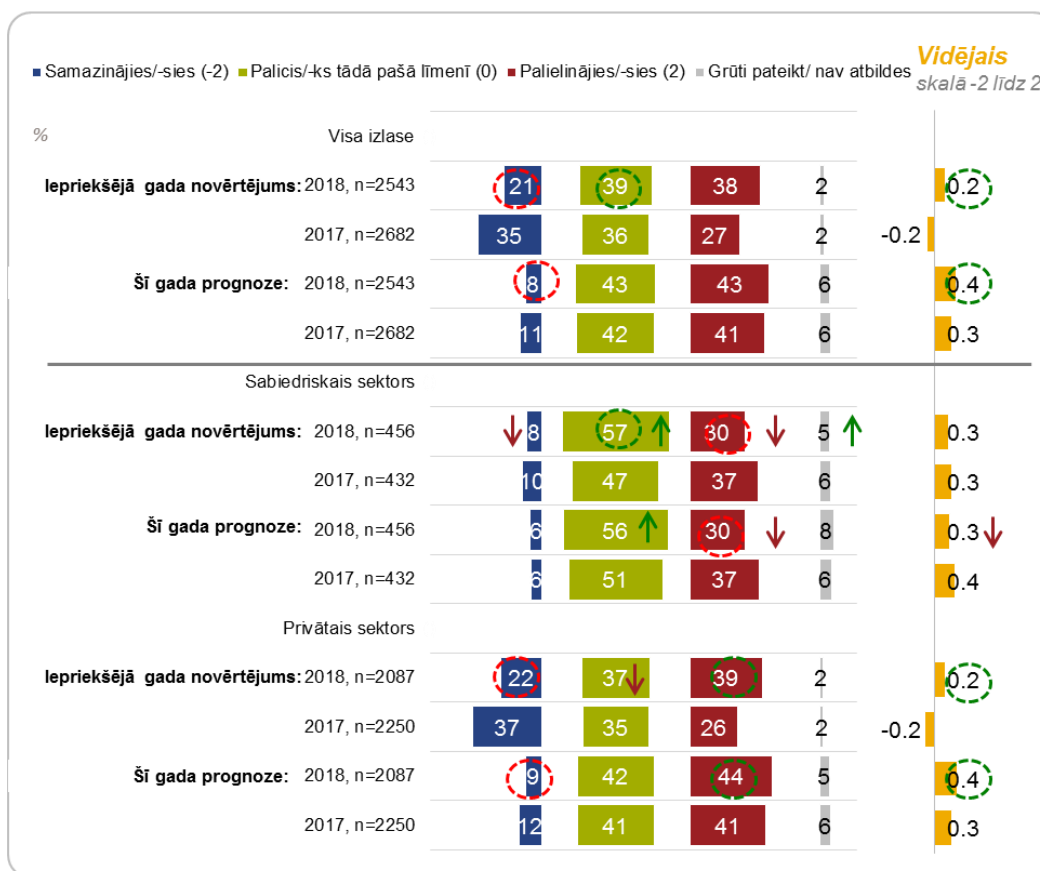 Samazinājies/-sies (-2) Palicis/-ks tādā pašā līmenī (0) Palielinājies/-sies (2) Grūti pateikt/ nav atbildes
Vidējais
skalā -2 līdz 2
%
Visa izlase
Iepriekšējā gada novērtējums: 2018, n=2543 21 39 38 2 0.2
2017, n=2682 35 36 27 2 -0.2
Šī gada prognoze: 2018, n=2543 8 43 43 6 0.4
2017, n=2682 11 42 41 6 0.3
Sabiedriskais sektors
Iepriekšējā gada novērtējums: 2018, n=456 8 57 30 5 0.3
2017, n=432 10 47 37 6 0.3
Šī gada prognoze: 2018, n=456 6 56 30 8 0.3
2017, n=432 6 51 37 6 0.4
Privātais sektors
Iepriekšējā gada novērtējums: 2018, n=2087 22 37 39 2 0.2
2017, n=2250 37 35 26 2 -0.2
Šī gada prognoze: 2018, n=2087 9 42 44 5 0.4
2017, n=2250 12 41 41 6 0.3